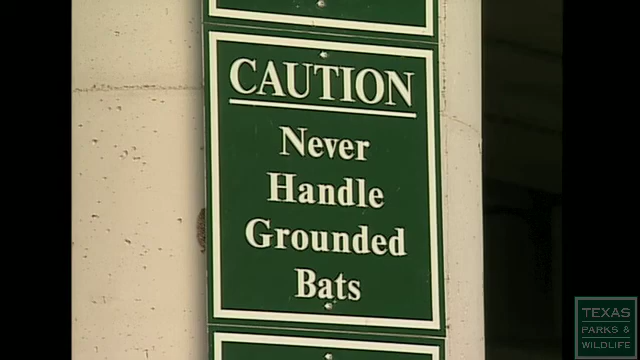 CAUTION
Never
Handle
Grounded
Bats
TEXAS
PARKS &
WILDLIFE